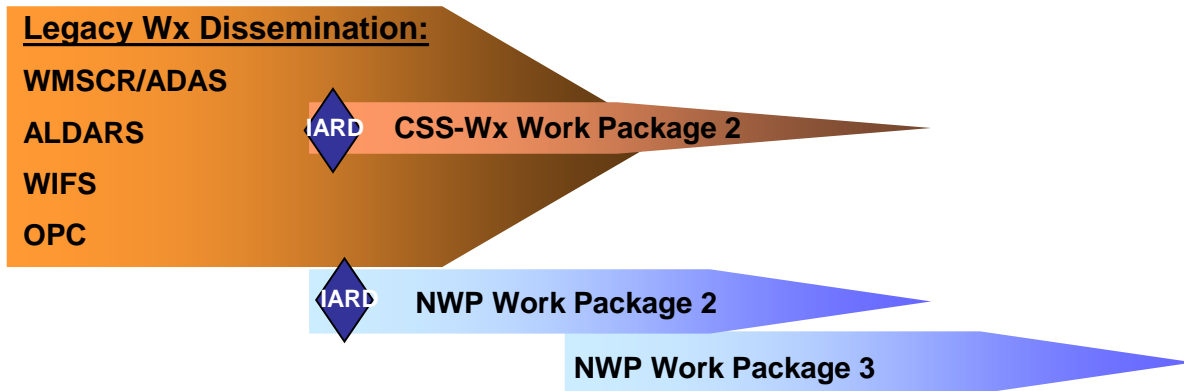 Legacy Wx Dissemination:
WMSCR/ADAS
ALDARS
WIFS
OPC
IARD
CSS-Wx Work Package 2
IARD
NWP Work Package 2
NWP Work Package 3